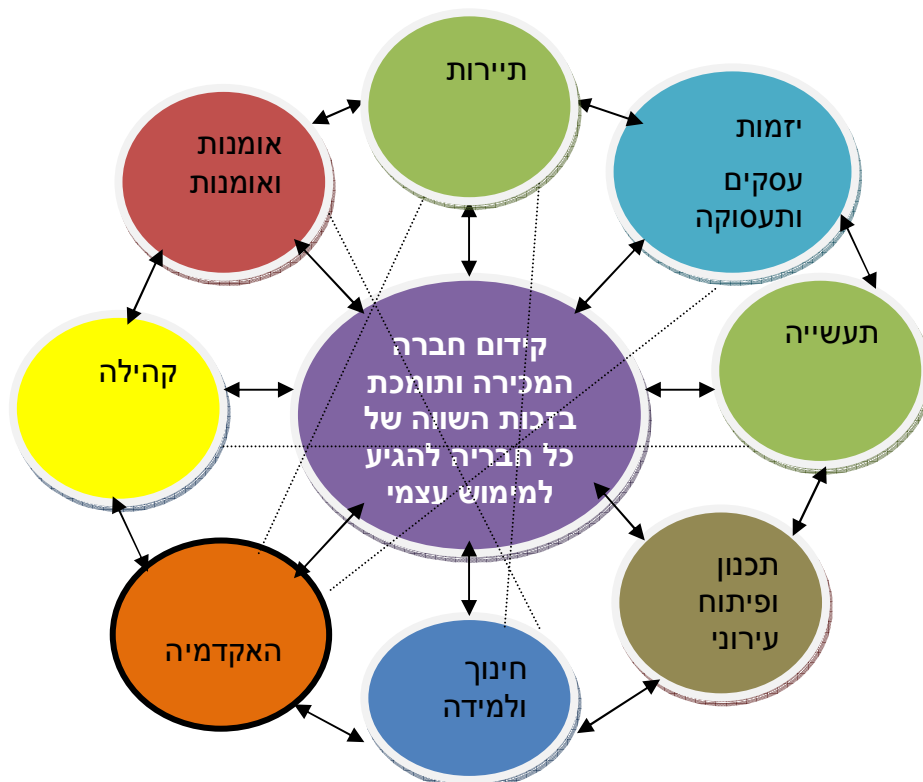 תיירות
יזמות
עסקים
ותעסוקה
אומנות
ואומנות
תעשייה
קידום חברה
המכירה ותומכת
בזכות השווה של
כל חבריה להגיע
למימוש עצמי
קהילה
תכנון
ופיתוח
עירוני
האקדמיה
חינוך
ולמידה